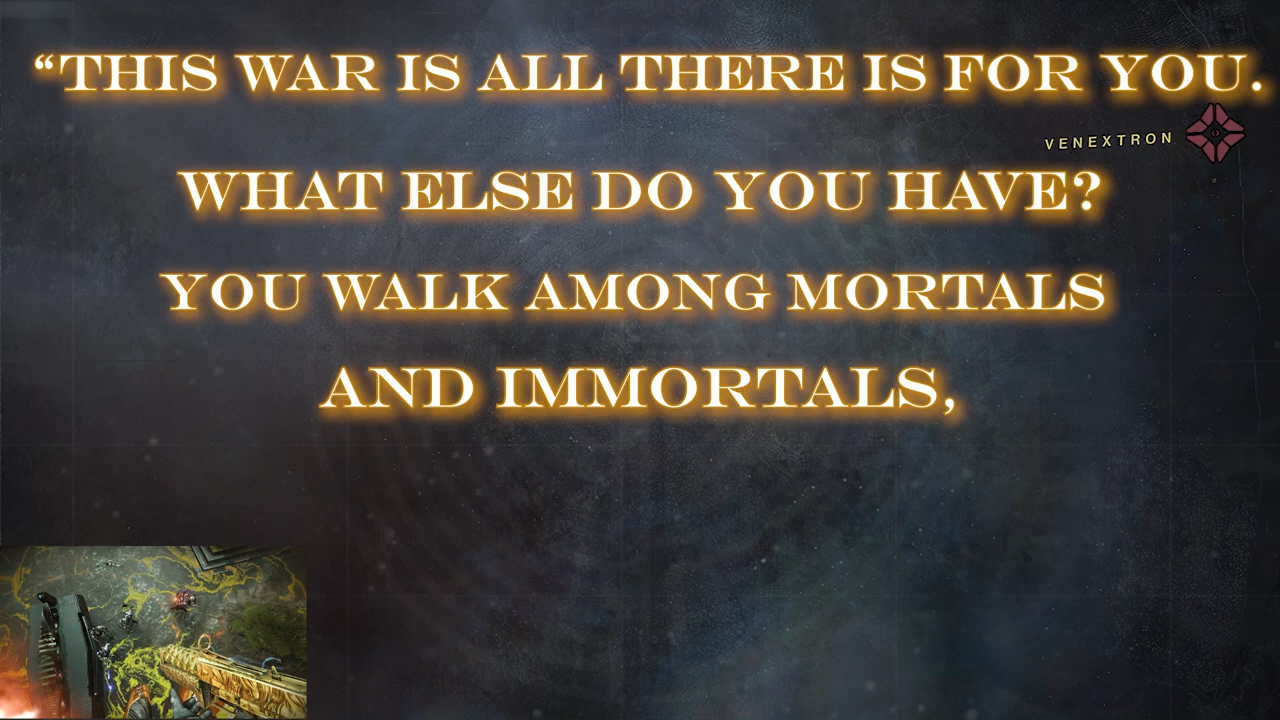 “THIS WAR IS ALL THERE IS FOR YOU.
VENEXTRON
WHAT ELSE DO YOU HAVE?
YOU WALK AMONG MORTALS
AND IMMORTALS,